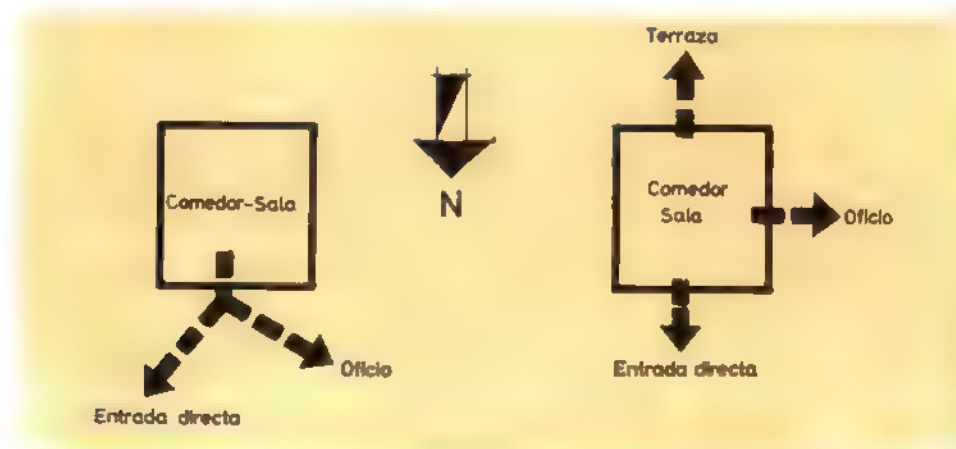 Terraza
Comedor-Sala
N
Comedor
Sala
Oficio
Oficio
Entrada directa
Entrada directa